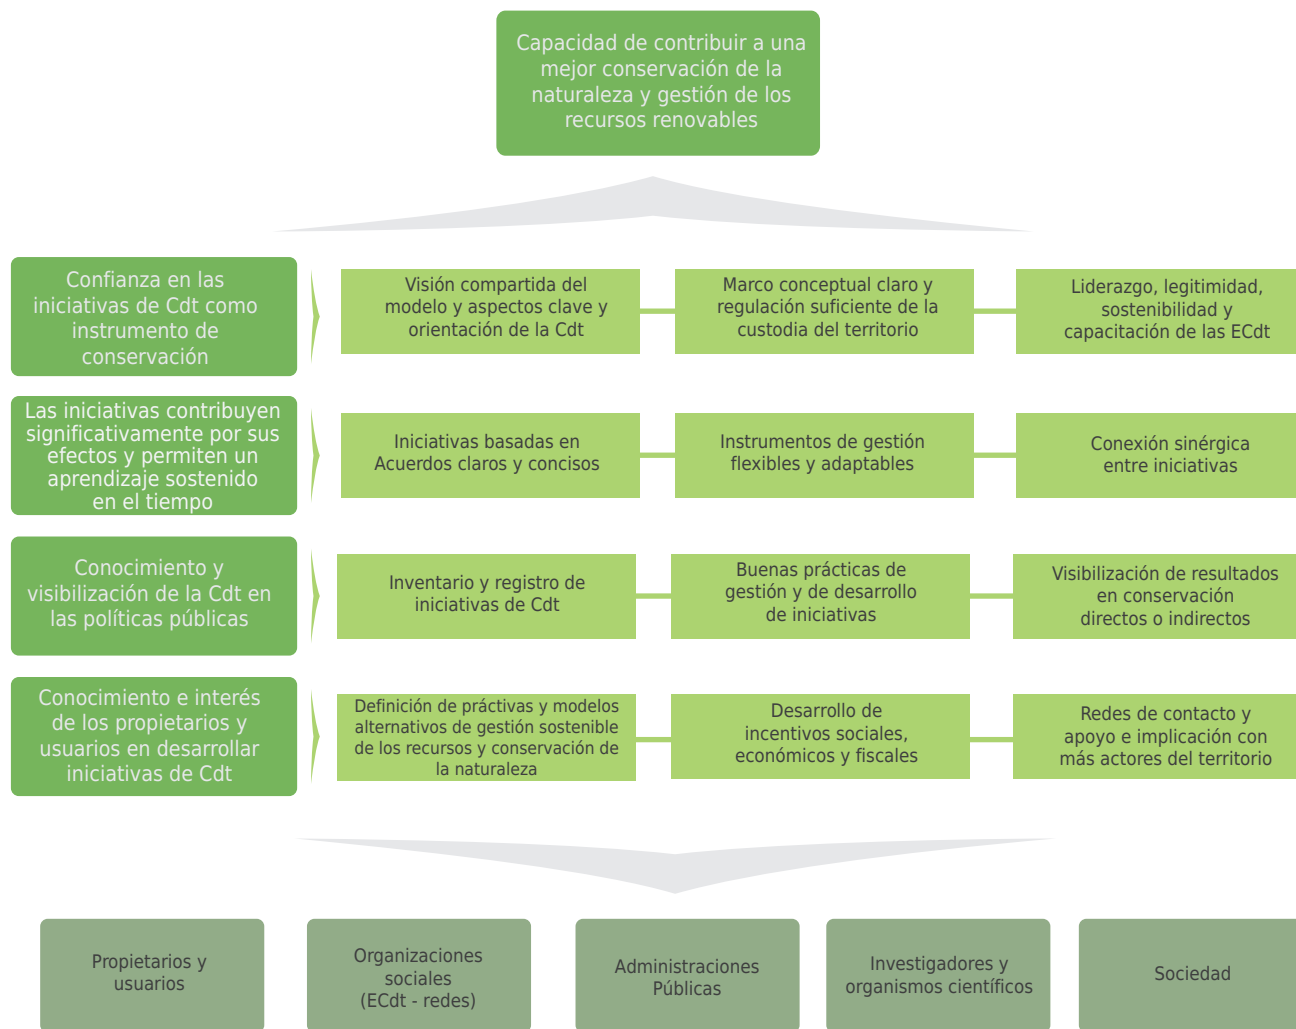 Capacidad de contribuir a una
mejor conservación de la
naturaleza y gestión de los
recursos renovables
Confianza en las
iniciativas de Cdt como
instrumento de
conservación
Visión compartida del
modelo y aspectos clave y
orientación de la Cdt
Marco conceptual claro y
regulación suficiente de la
custodia del territorio
Liderazgo, legitimidad,
sostenibilidad y
capacitación de las ECdt
Las iniciativas contribuyen
significativamente por sus
efectos y permiten un
aprendizaje sostenido
en el tiempo
Iniciativas basadas en
Acuerdos claros y concisos
Instrumentos de gestión
flexibles y adaptables
Conexión sinérgica
entre iniciativas
Conocimiento y
visibilización de la Cdt en
las políticas públicas
Inventario y registro de
iniciativas de Cdt
Buenas prácticas de
gestión y de desarrollo
de iniciativas
Visibilización de resultados
en conservación
directos o indirectos
Conocimiento e interés
de los propietarios y
usuarios en desarrollar
iniciativas de Cdt
Definición de práctivas y modelos
alternativos de gestión sostenible
de los recursos y conservación de
la naturaleza
Desarrollo de
incentivos sociales,
económicos y fiscales
Redes de contacto y
apoyo e implicación con
más actores del territorio
Propietarios y
usuarios
Organizaciones
sociales
(ECdt - redes)
Administraciones
Públicas
Investigadores y
organismos científicos
Sociedad